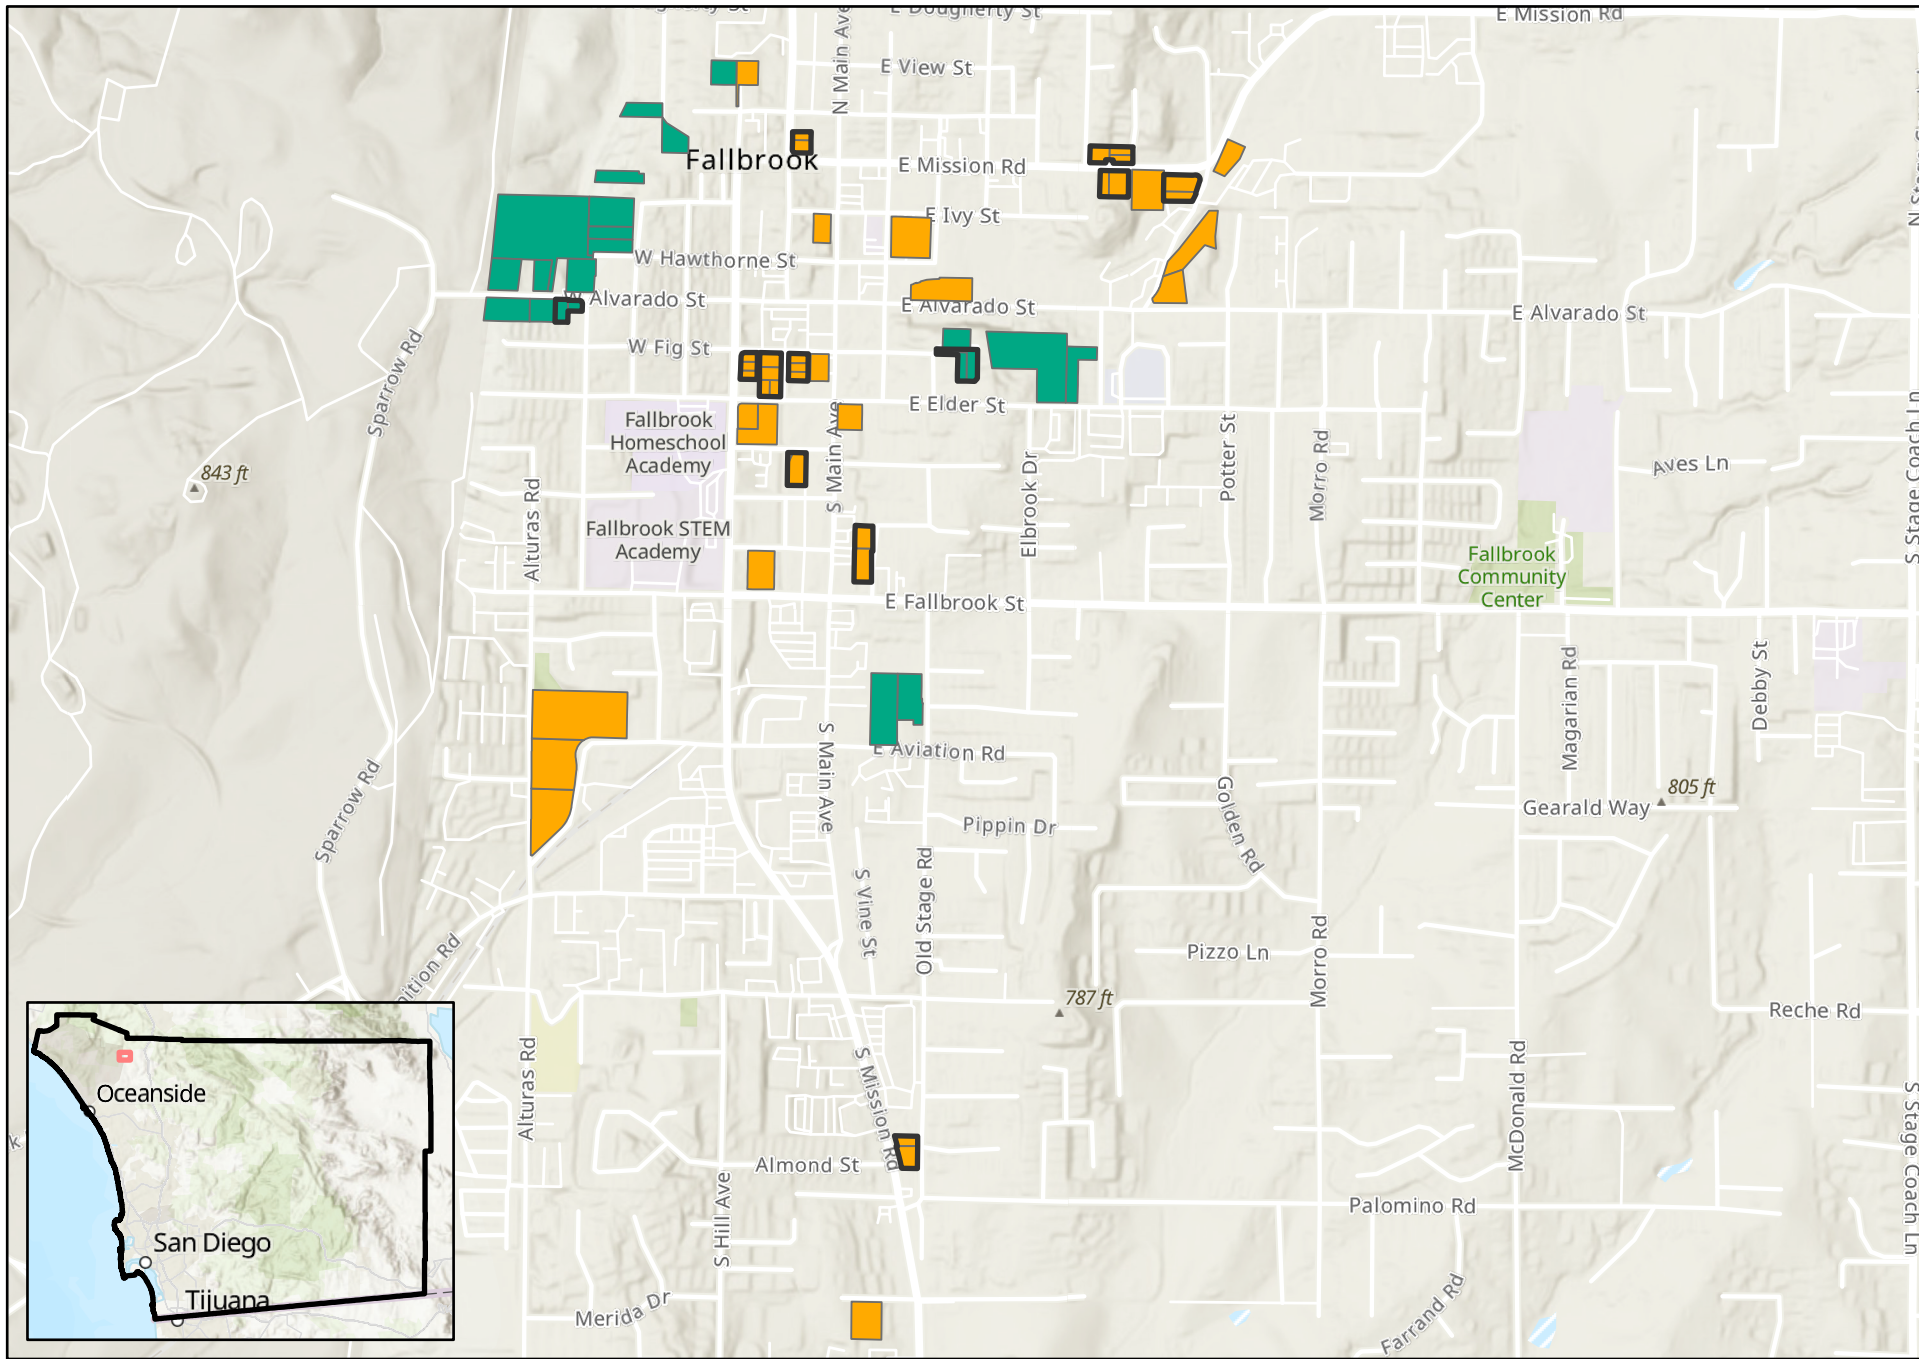 E Dougherty St
E Mission Rd
N Main Ave
E View St
Fallbrook
E Mission Rd
E Ivy St
W Hawthorne St
W Alvarado St
E Alvarado St
E Alvarado St
W Fig St
Sparrow Rd
E Elder St
Fallbrook
Homeschool
Academy
S Main Ave
Potter St
Morro Rd
Aves Ln
S Stage Coach Ln
843 ft
Alturas Rd
Elbrook Dr
Fallbrook STEM
Academy
Fallbrook
Community
Center
E Fallbrook St
Magarian Rd
Debby St
E Aviation Rd
S Main Ave
Sparrow Rd
Golden Rd
805 ft
Gearald Way
Pippin Dr
S Vine St
Old Stage Rd
Pizzo Ln
Morro Rd
787 ft
Reche Rd
Alturas Rd
S Mission Rd
McDonald Rd
S Stage Coach Ln
Almond St
S Hill Ave
Palomino Rd
Merida Dr
Farrand Rd
Oceanside
San Diego
Tijuana